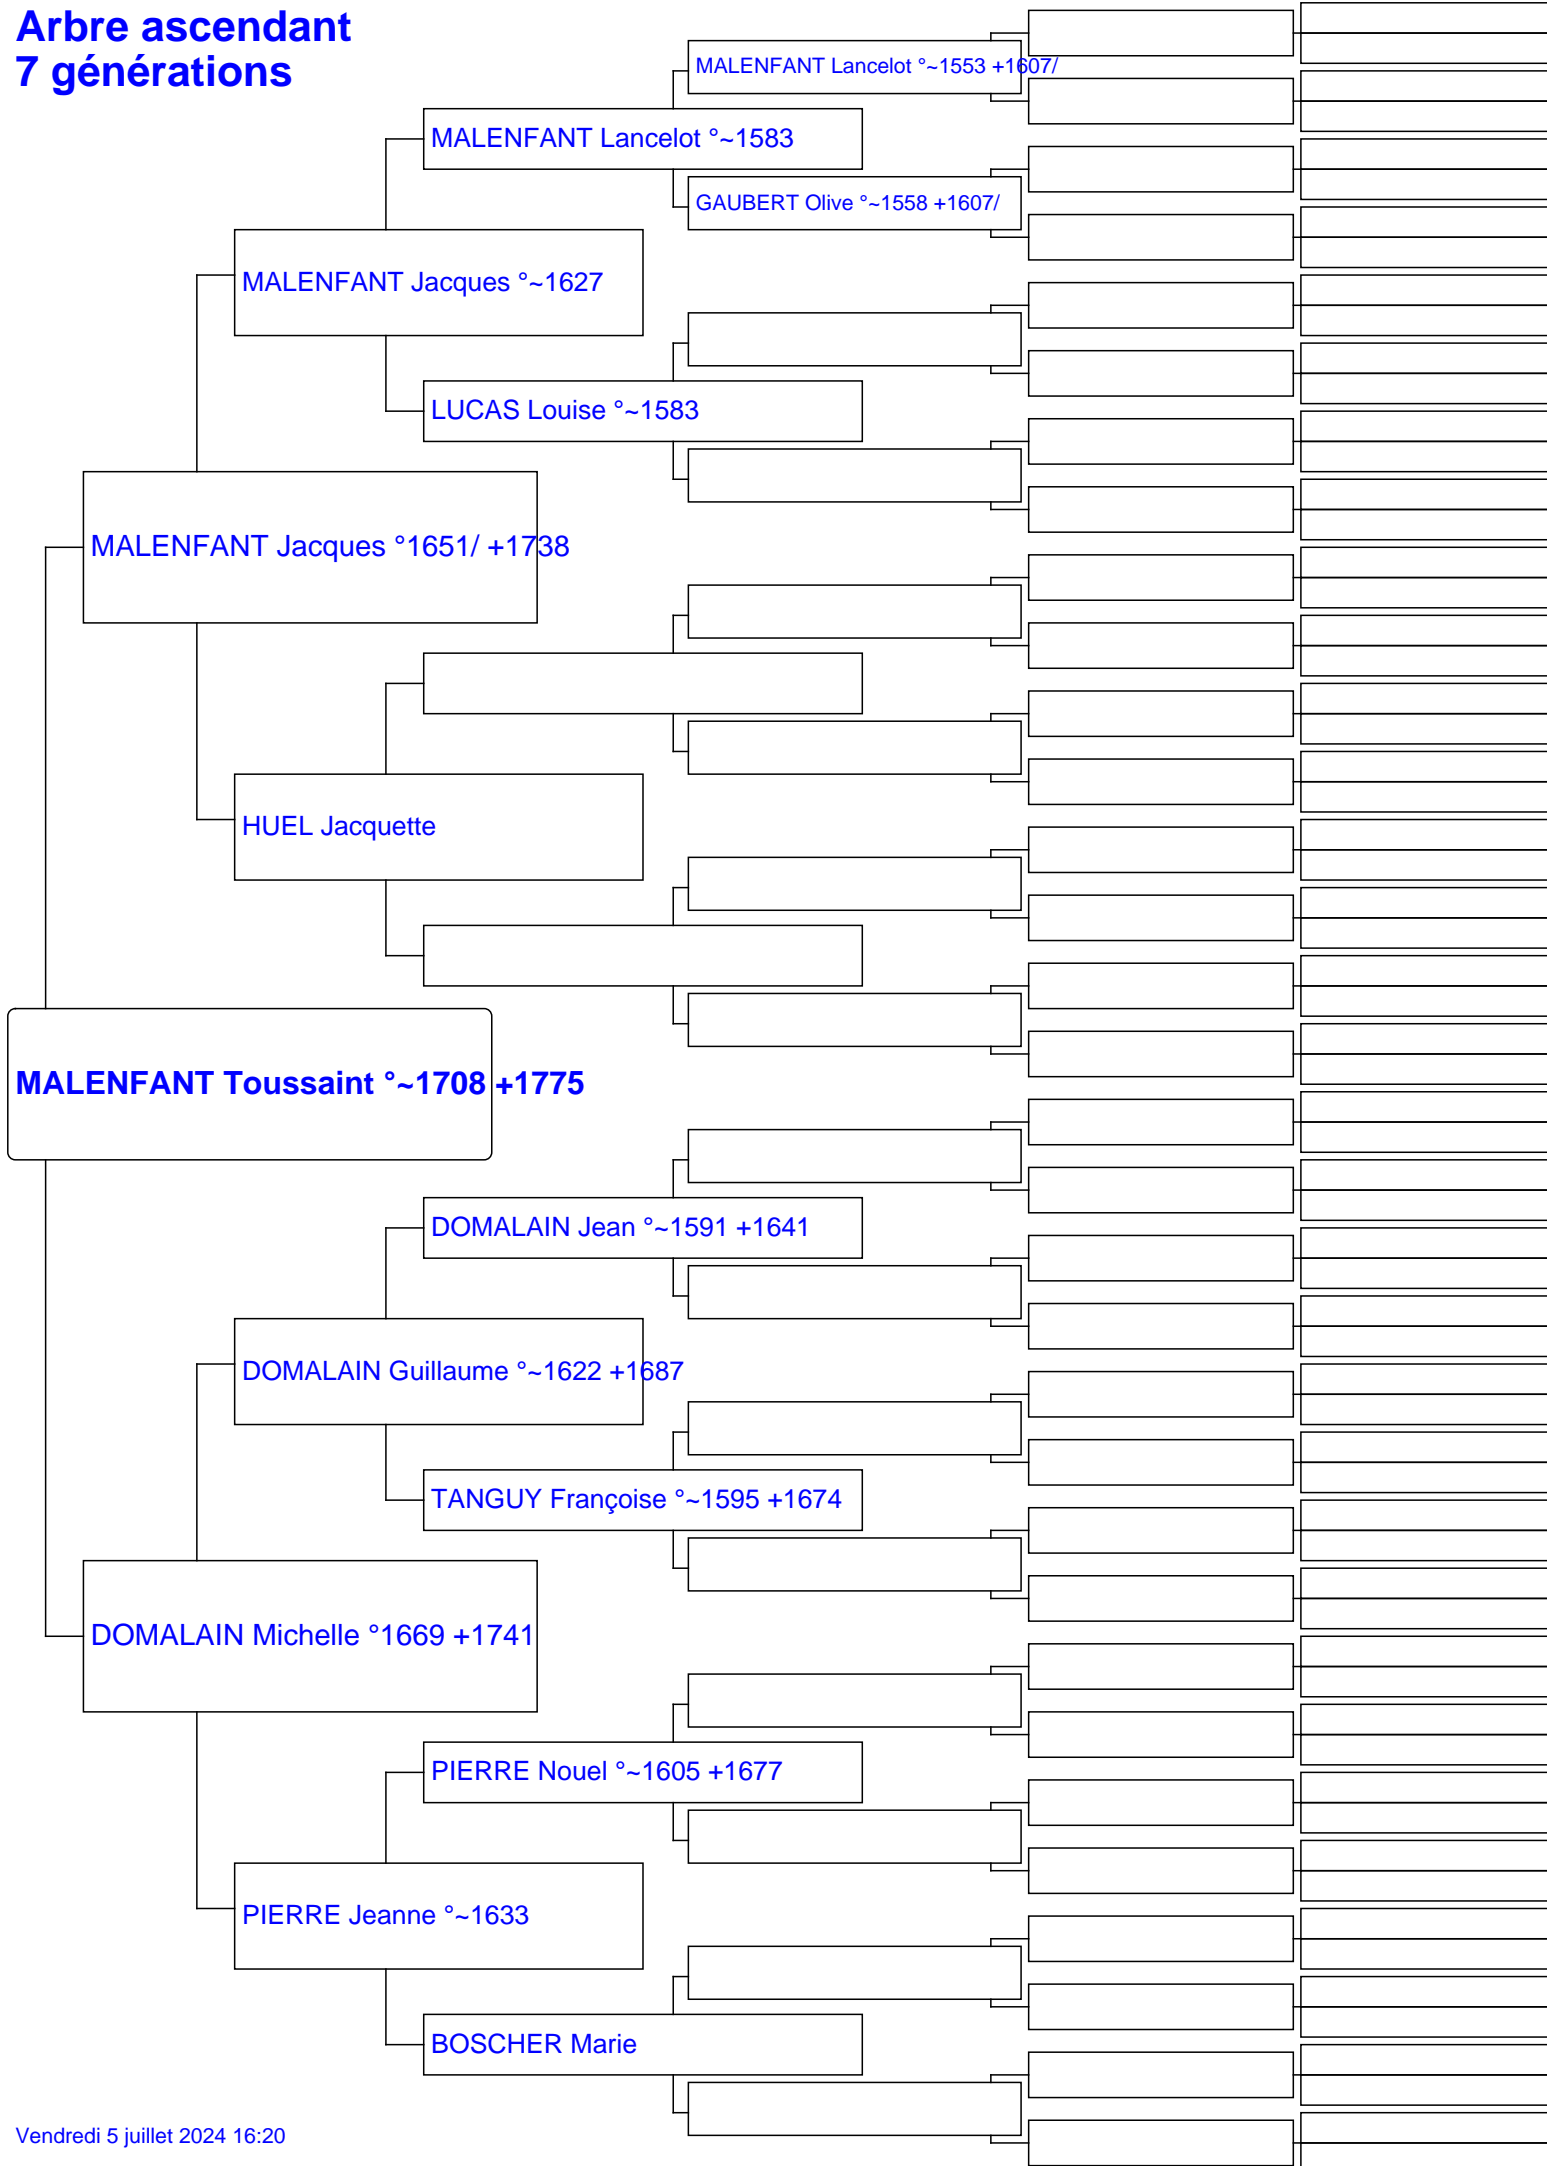 Arbre ascendant
7 générations
MALENFANT Lancelot °~1553 +1607/
MALENFANT Lancelot °~1583
GAUBERT Olive °~1558 +1607/
MALENFANT Jacques °~1627
LUCAS Louise °~1583
MALENFANT Jacques °1651/ +1738
HUEL Jacquette
MALENFANT Toussaint °~1708 +1775
DOMALAIN Jean °~1591 +1641
DOMALAIN Guillaume °~1622 +1687
TANGUY Françoise °~1595 +1674
DOMALAIN Michelle °1669 +1741
PIERRE Nouel °~1605 +1677
PIERRE Jeanne °~1633
BOSCHER Marie
Vendredi 5 juillet 2024 16:20